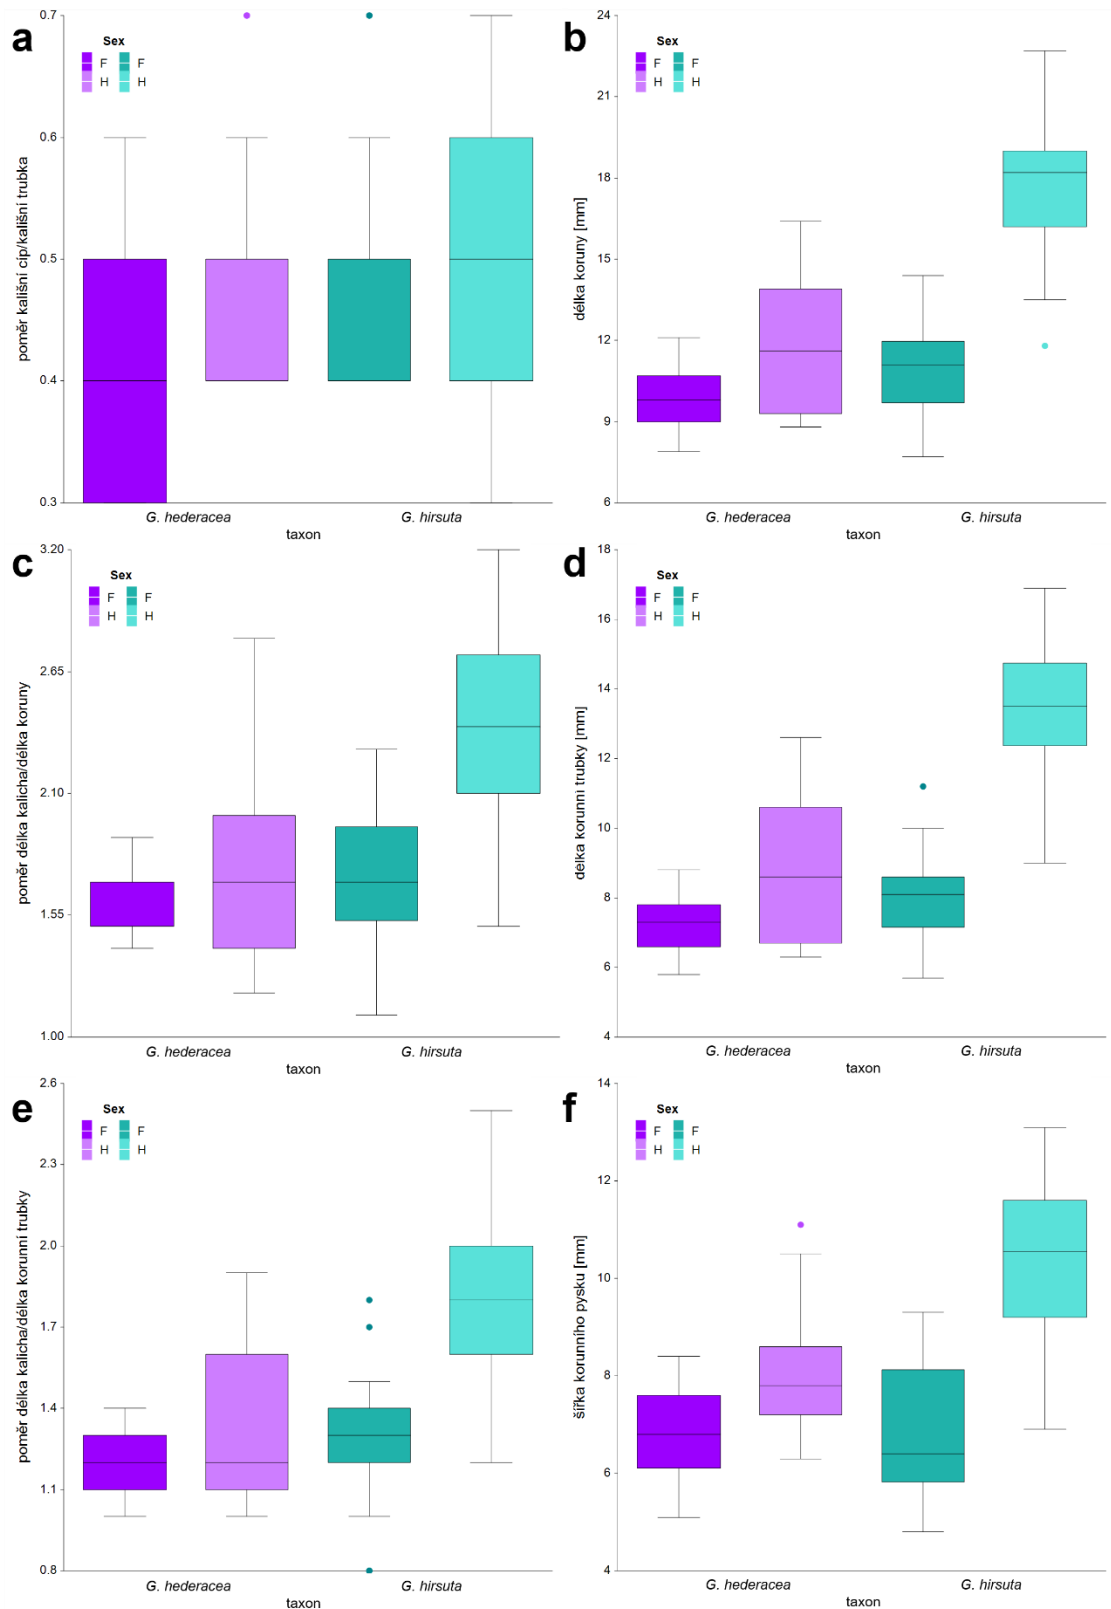 a
Sex
F F
H H
0.7
0.6
0.5
0.4
0.3
poměr kališní cíp/kališní trubka
G. hederacea G. hirsuta
taxon
b
Sex
F F
H H
24
21
18
15
12
9
6
délka koruny [mm]
G. hederacea G. hirsuta
taxon
c
Sex
F F
H H
3.20
2.65
2.10
1.55
1.00
poměr délka kalicha/délka koruny
G. hederacea G. hirsuta
taxon
d
Sex
F F
H H
18
16
14
12
10
8
6
4
délka korunní trubky [mm]
G. hederacea G. hirsuta
taxon
e
Sex
F F
H H
2.6
2.3
2.0
1.7
1.4
1.1
0.8
poměr délka kalicha/délka korunní trubky
G. hederacea G. hirsuta
taxon
f
Sex
F F
H H
14
12
10
8
6
4
šířka korunního pysku [mm]
G. hederacea G. hirsuta
taxon